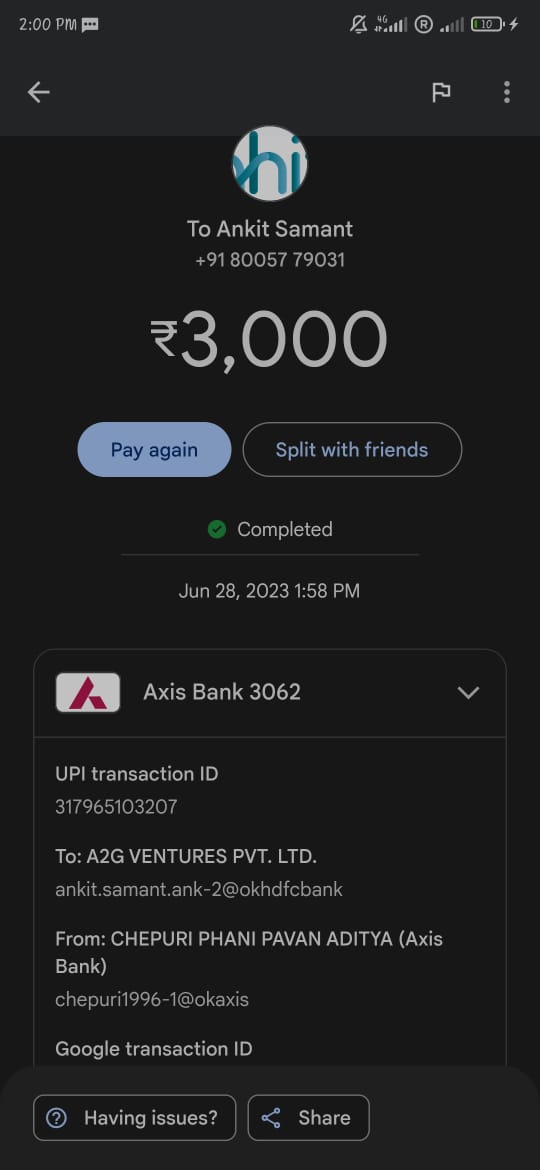 2:00 PM
4G
R
10
hi
To Ankit Samant
+91 80057 79031
₹3,000
Pay again
Split with friends
Completed
Jun 28, 2023 1:58 PM
Axis Bank 3062
UPI transaction ID
317965103207
To: A2G VENTURES PVT. LTD.
ankit.samant.ank-2@okhdfcbank
From: CHEPURI PHANI PAVAN ADITYA (Axis
Bank)
chepuri1996-1@okaxis
Google transaction ID
Having issues?
Share